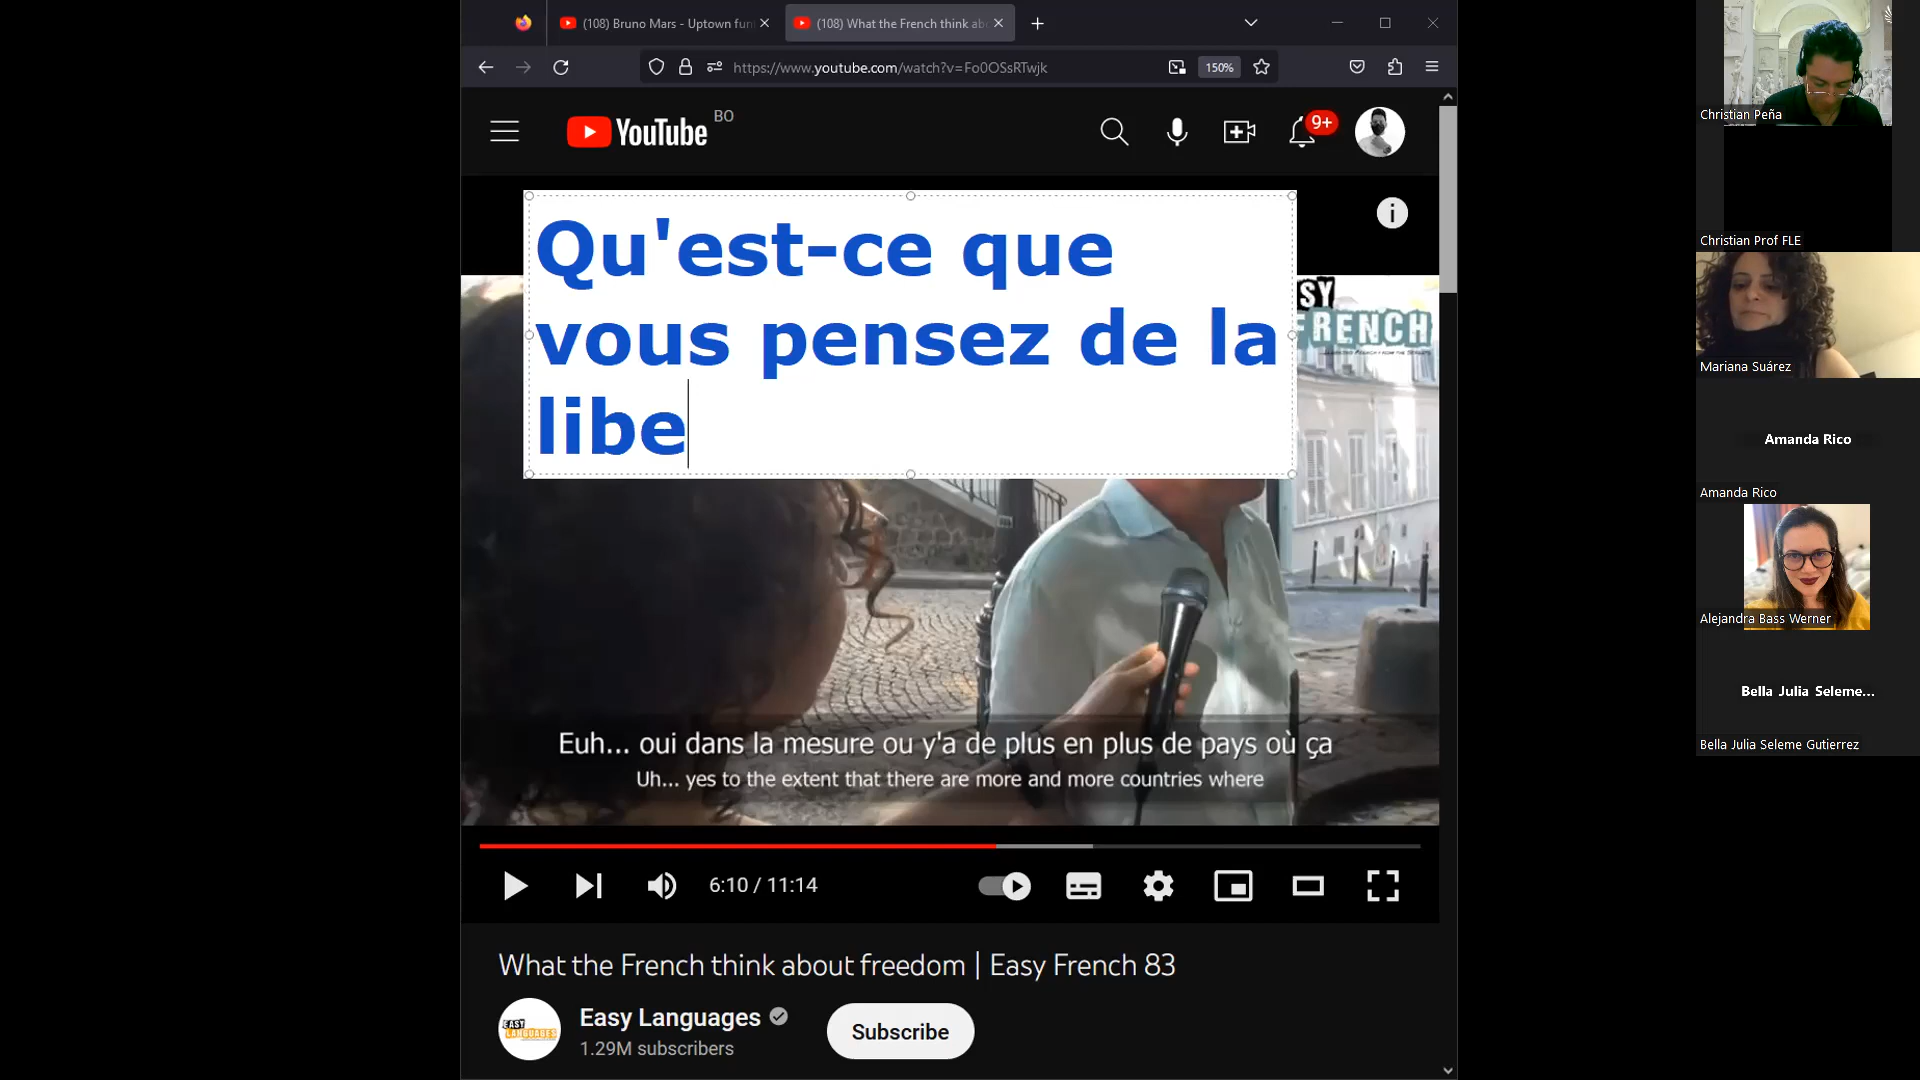 (108) Bruno Mars - Uptown fun
(108) What the French think ab
https://www.youtube.com/watch?v=Fo0OSsRTwjk
150%
YouTube
BO
9+
Qu'est-ce que
vous pensez de la
libe
i
SY
FRENCH
Euh... oui dans la mesure ou y'a de plus en plus de pays où ça
Uh... yes to the extent that there are more and more countries where
6:10 / 11:14
What the French think about freedom | Easy French 83
EASY
LANGUAGES
Easy Languages
1.29M subscribers
Subscribe
Christian Peña
Christian Prof FLE
Mariana Suárez
Amanda Rico
Amanda Rico
Alejandra Bass Werner
Bella Julia Seleme...
Bella Julia Seleme Gutierrez